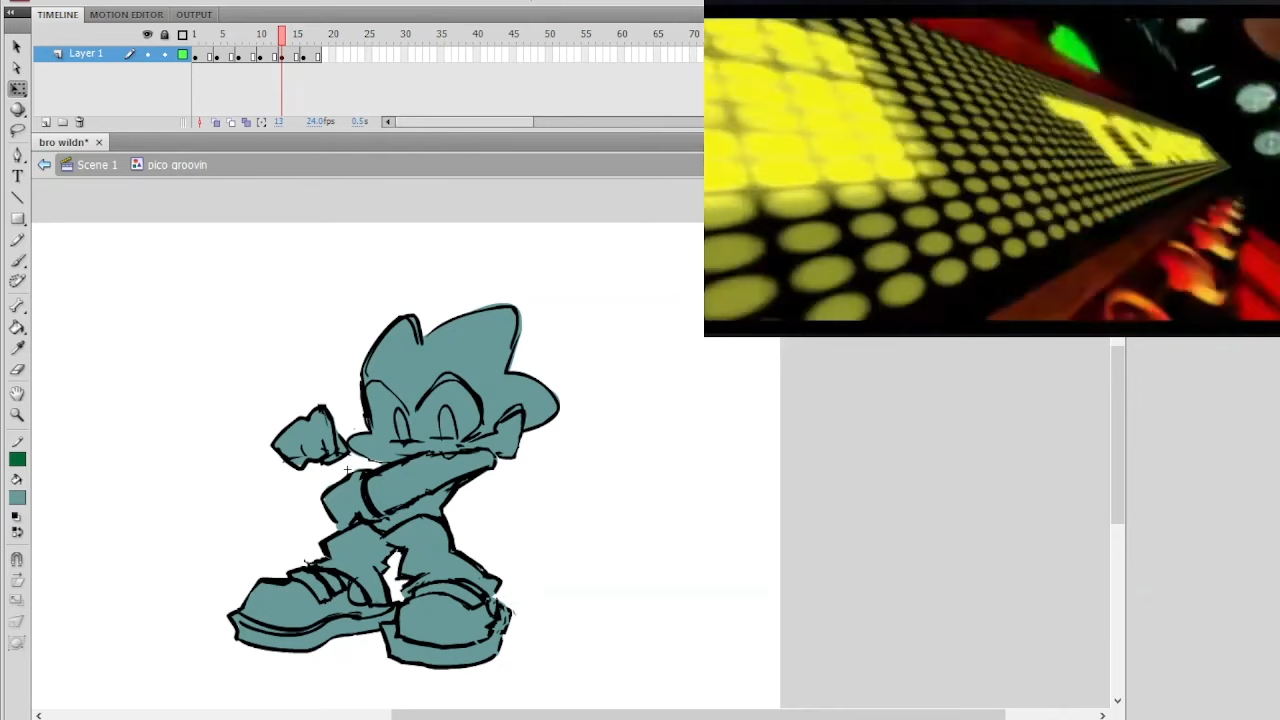 TIMELINE MOTION EDITOR OUTPUT
1 5 10 15 20 25 30 35 40 45 50 55 60 65 70
Layer 1
13 24.0fps 0.5s
bro wildn* ×
Scene 1 pico groovin
T